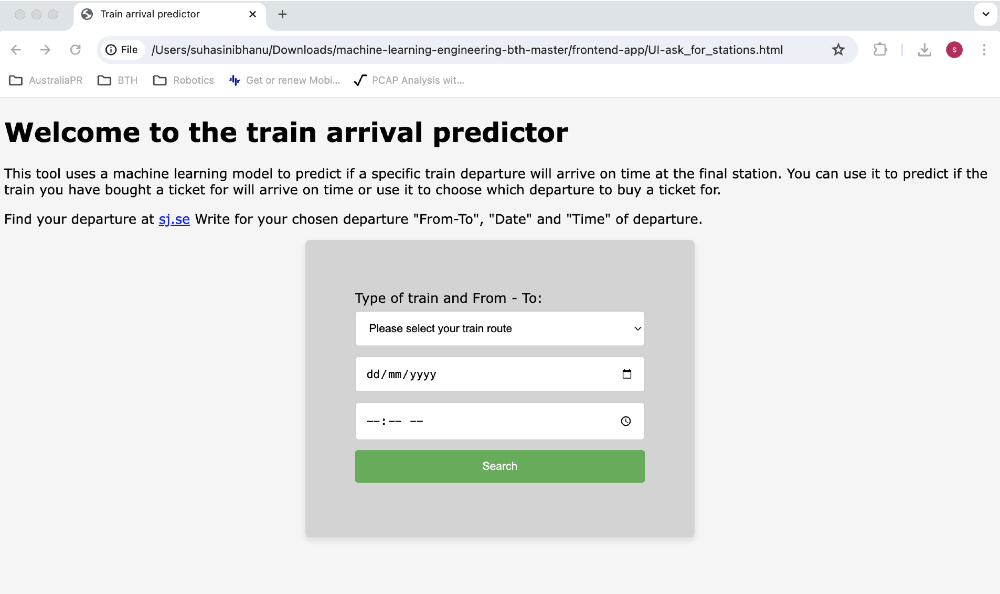 Train arrival predictor
File /Users/suhasinibhanu/Downloads/machine-learning-engineering-bth-master/frontend-app/UI-ask_for_stations.html
S
AustraliaPR BTH Robotics Get or renew Mobi... PCAP Analysis wit...
Welcome to the train arrival predictor
This tool uses a machine learning model to predict if a specific train departure will arrive on time at the final station. You can use it to predict if the
train you have bought a ticket for will arrive on time or use it to choose which departure to buy a ticket for.
Find your departure at sj.se Write for your chosen departure "From-To", "Date" and "Time" of departure.
Type of train and From - To:
Please select your train route
dd/mm/yyyy
--:-- --
Search